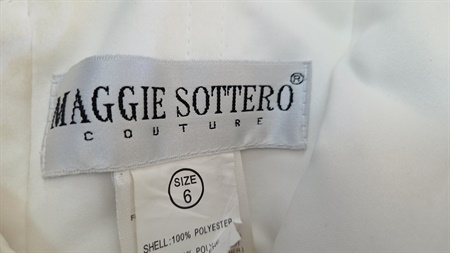 MAGGIE SOTTERO®
COUTURE
SIZE
6
SHELL: 100% POLYESTER